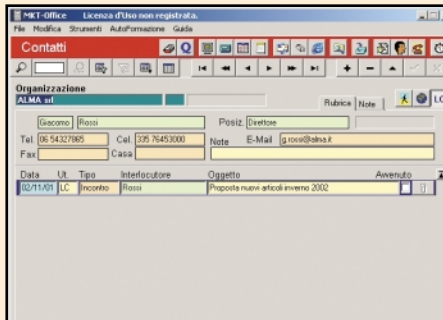 MKT-Office Licenza d'Uso non registrata.
File Modifica Strumenti AutoFormazione Guida
Contatti
Organizzazione
ALMA srl
Rubrica Note LC
Giacomo Rossi Posiz. Direttore
Tel. 06 54327865 Cel. 335 76453000 Note E-Mail g.rossi@alma.it
Fax Casa
Data Ut. Tipo Interlocutore Oggetto Avvenuto
02/11/01 LC Incontro Rossi Proposta nuovi articoli inverno 2002